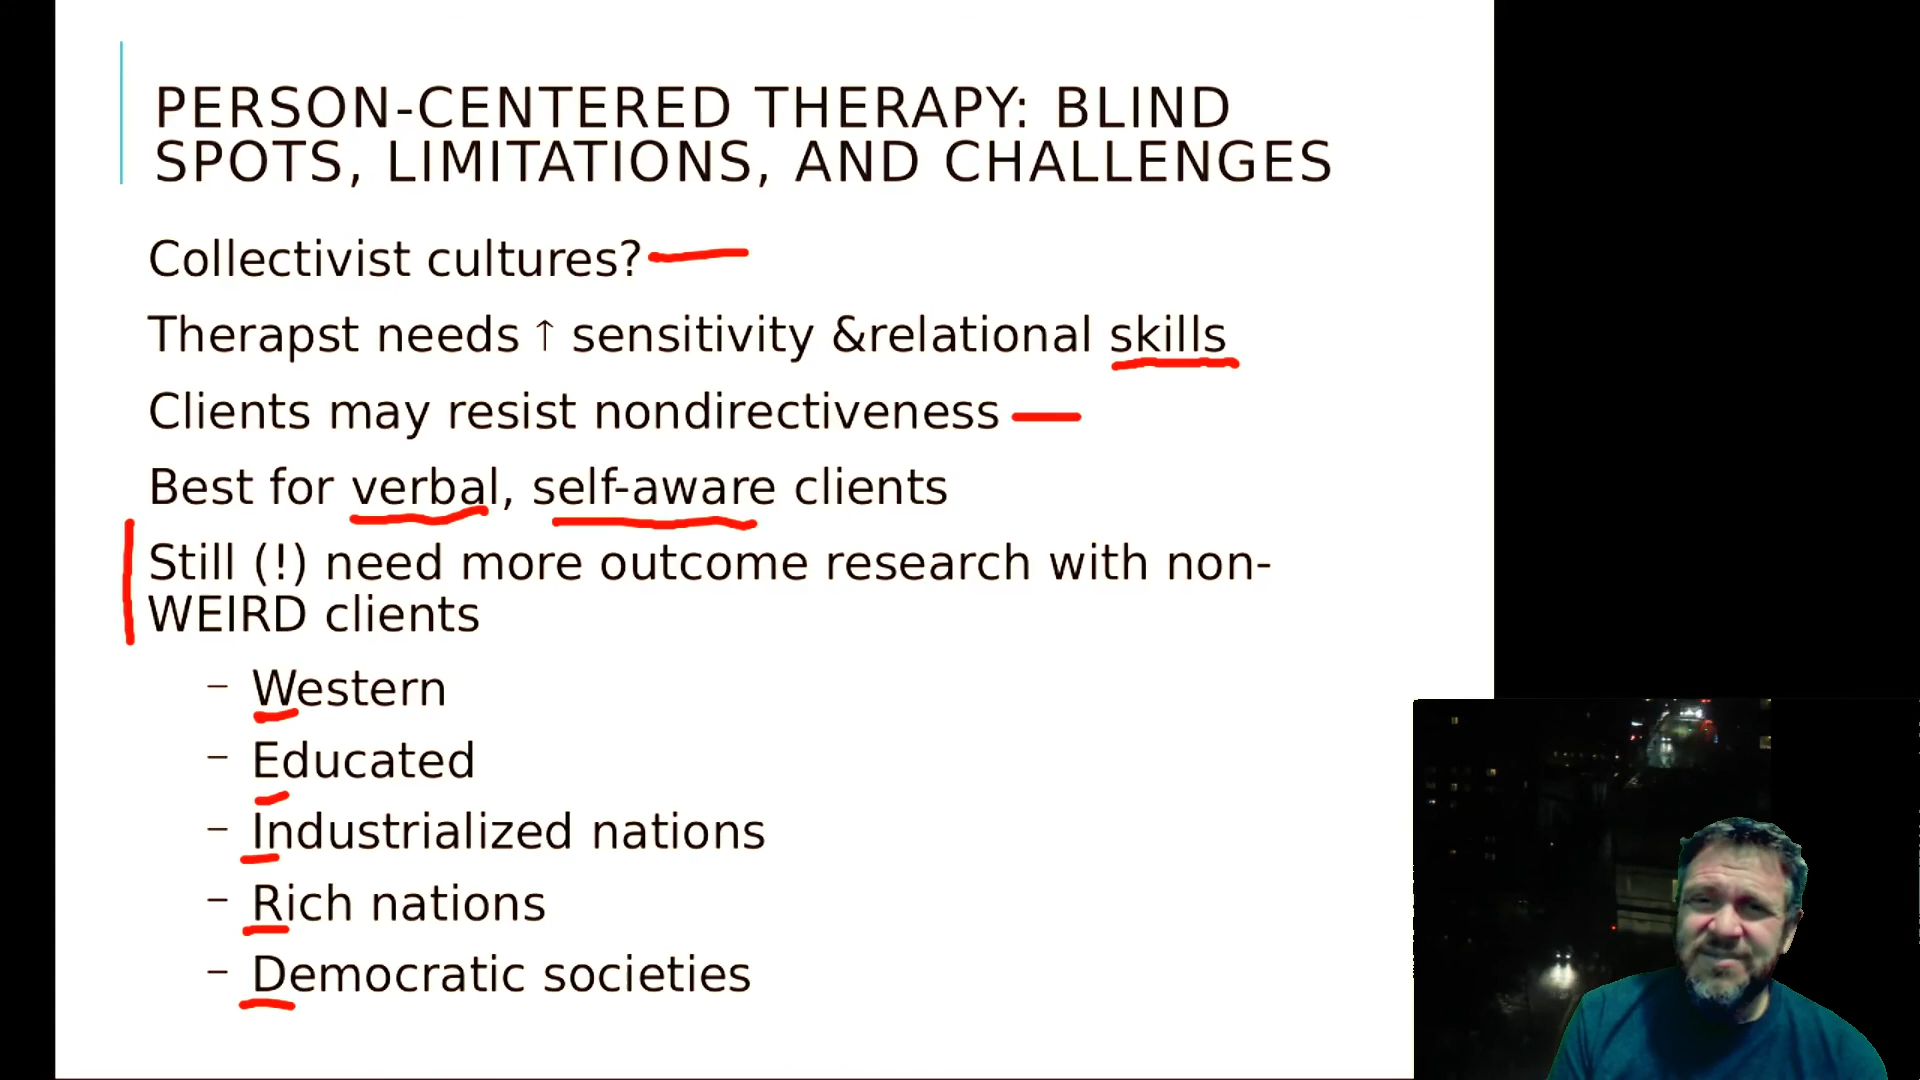 PERSON-CENTERED THERAPY: BLIND
SPOTS, LIMITATIONS, AND CHALLENGES
Collectivist cultures?
Therapst needs ↑ sensitivity &relational skills
Clients may resist nondirectiveness
Best for verbal, self-aware clients
Still (!) need more outcome research with non-
WEIRD clients
– Western
– Educated
– Industrialized nations
– Rich nations
– Democratic societies